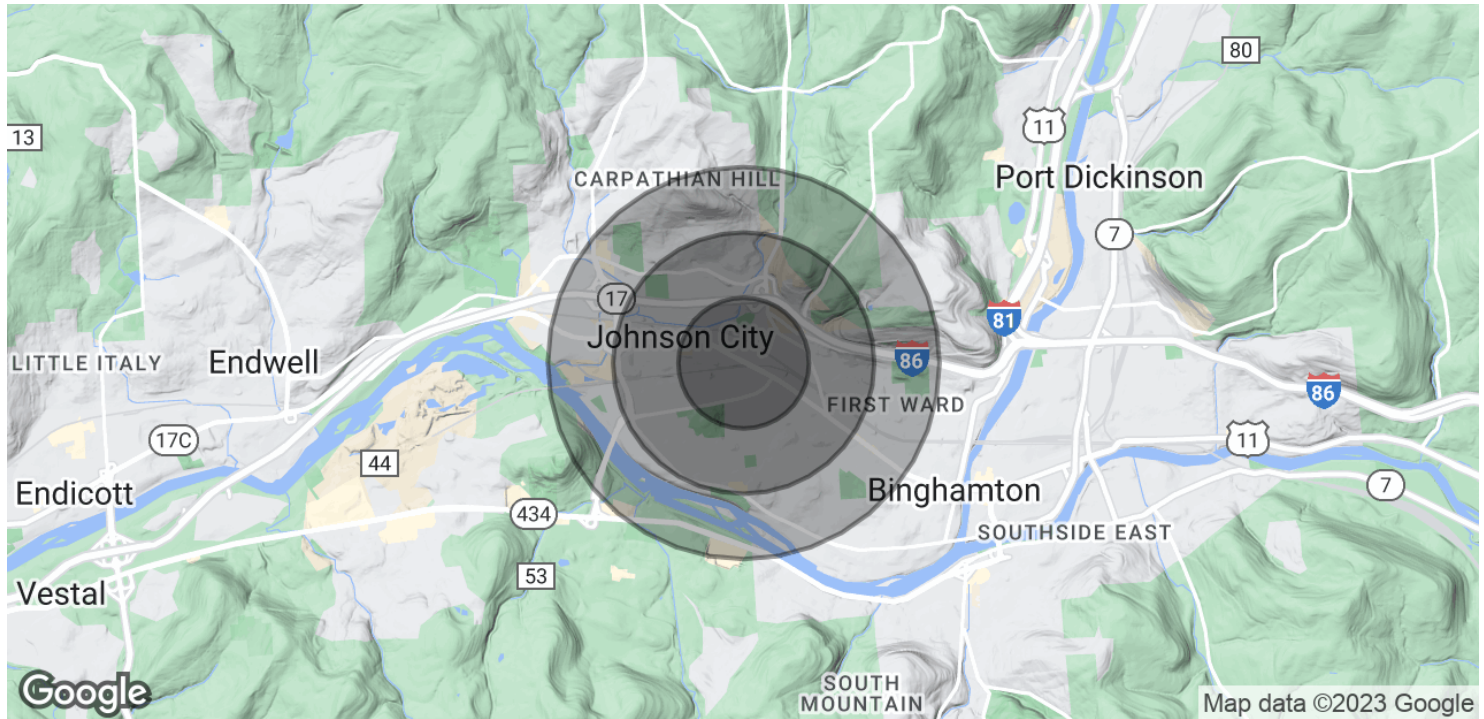 80
13
11
CARPATHIAN HILL
Port Dickinson
7
17
81
Johnson City
LITTLE ITALY
Endwell
86
86
FIRST WARD
17C
11
44
Endicott
Binghamton
7
434
SOUTHSIDE EAST
53
Vestal
SOUTH
MOUNTAIN
Google
Map data ©2023 Google